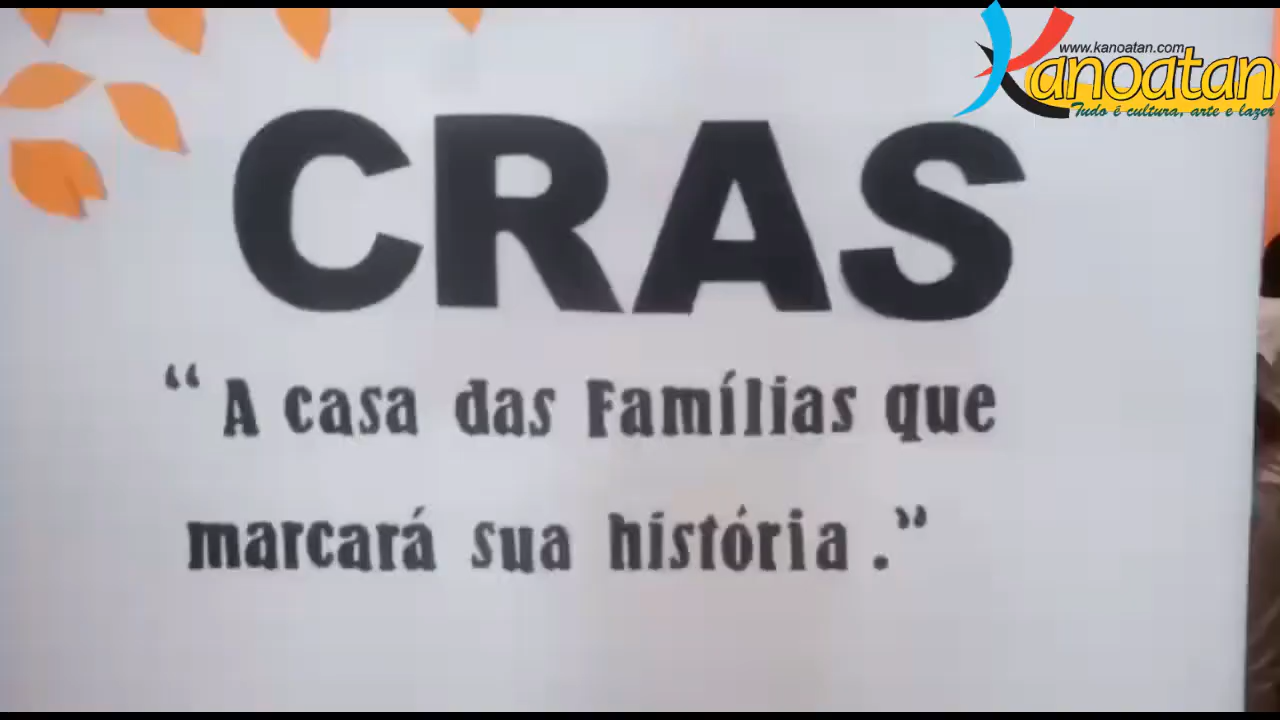 www.kanoatan.com
Kanoatan
Tudo é cultura, arte e lazer
CRAS
“A casa das Famílias que
marcará sua história.”